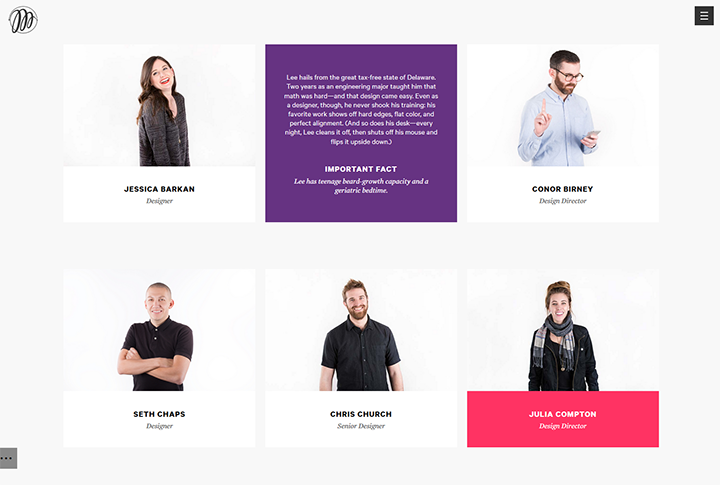 JESSICA BARKAN
Designer
Lee hails from the great tax-free state of Delaware.
Two years as an engineering major taught him that
math was hard—and that design came easy. Even as
a designer, though, he never shook his training: his
favorite work shows off hard edges, flat color, and
perfect alignment. (And so does his desk—every
night, Lee cleans it off, then shuts off his mouse and
flips it upside down.)
IMPORTANT FACT
Lee has teenage beard-growth capacity and a
geriatric bedtime.
CONOR BIRNEY
Design Director
SETH CHAPS
Designer
CHRIS CHURCH
Senior Designer
JULIA COMPTON
Design Director